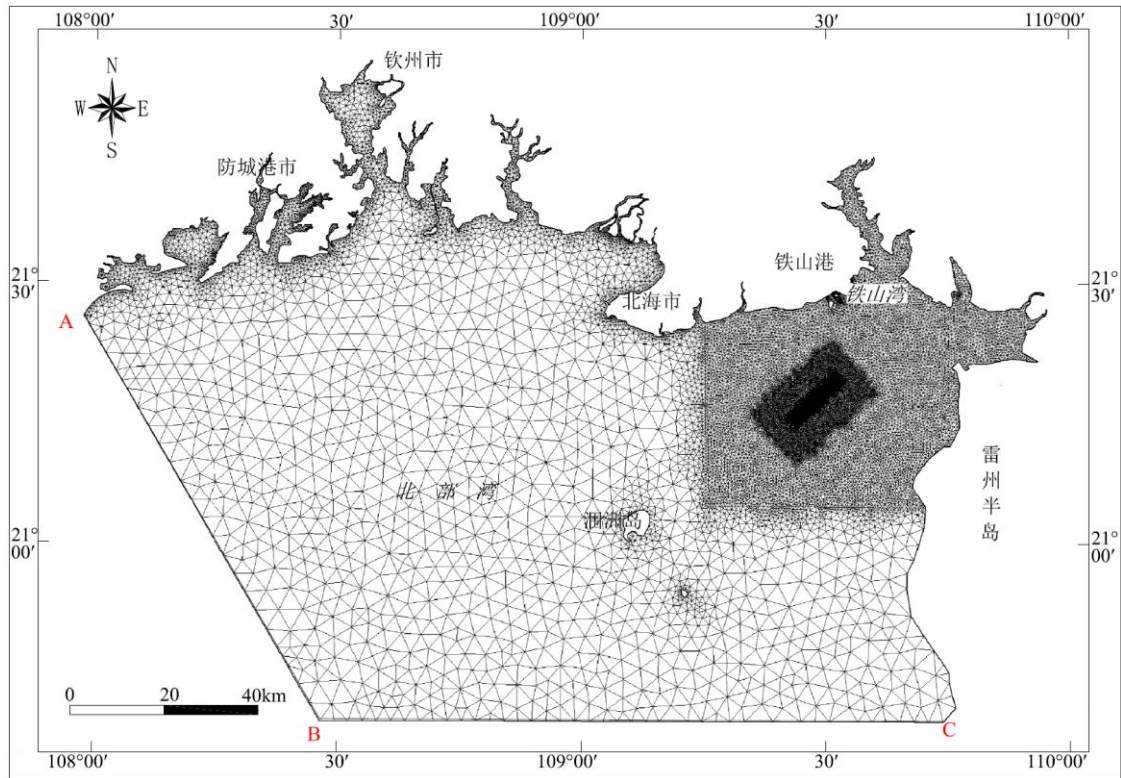 108°00′
30′
109°00′
30′
110°00′
钦州市
N
W
E
S
防城港市
铁山港
21°
30′
21°
30′
铁山湾
北海市
A
雷州半岛
北部湾
涠洲岛
21°
00′
21°
00′
0
20
40km
B
C
108°00′
30′
109°00′
30′
110°00′